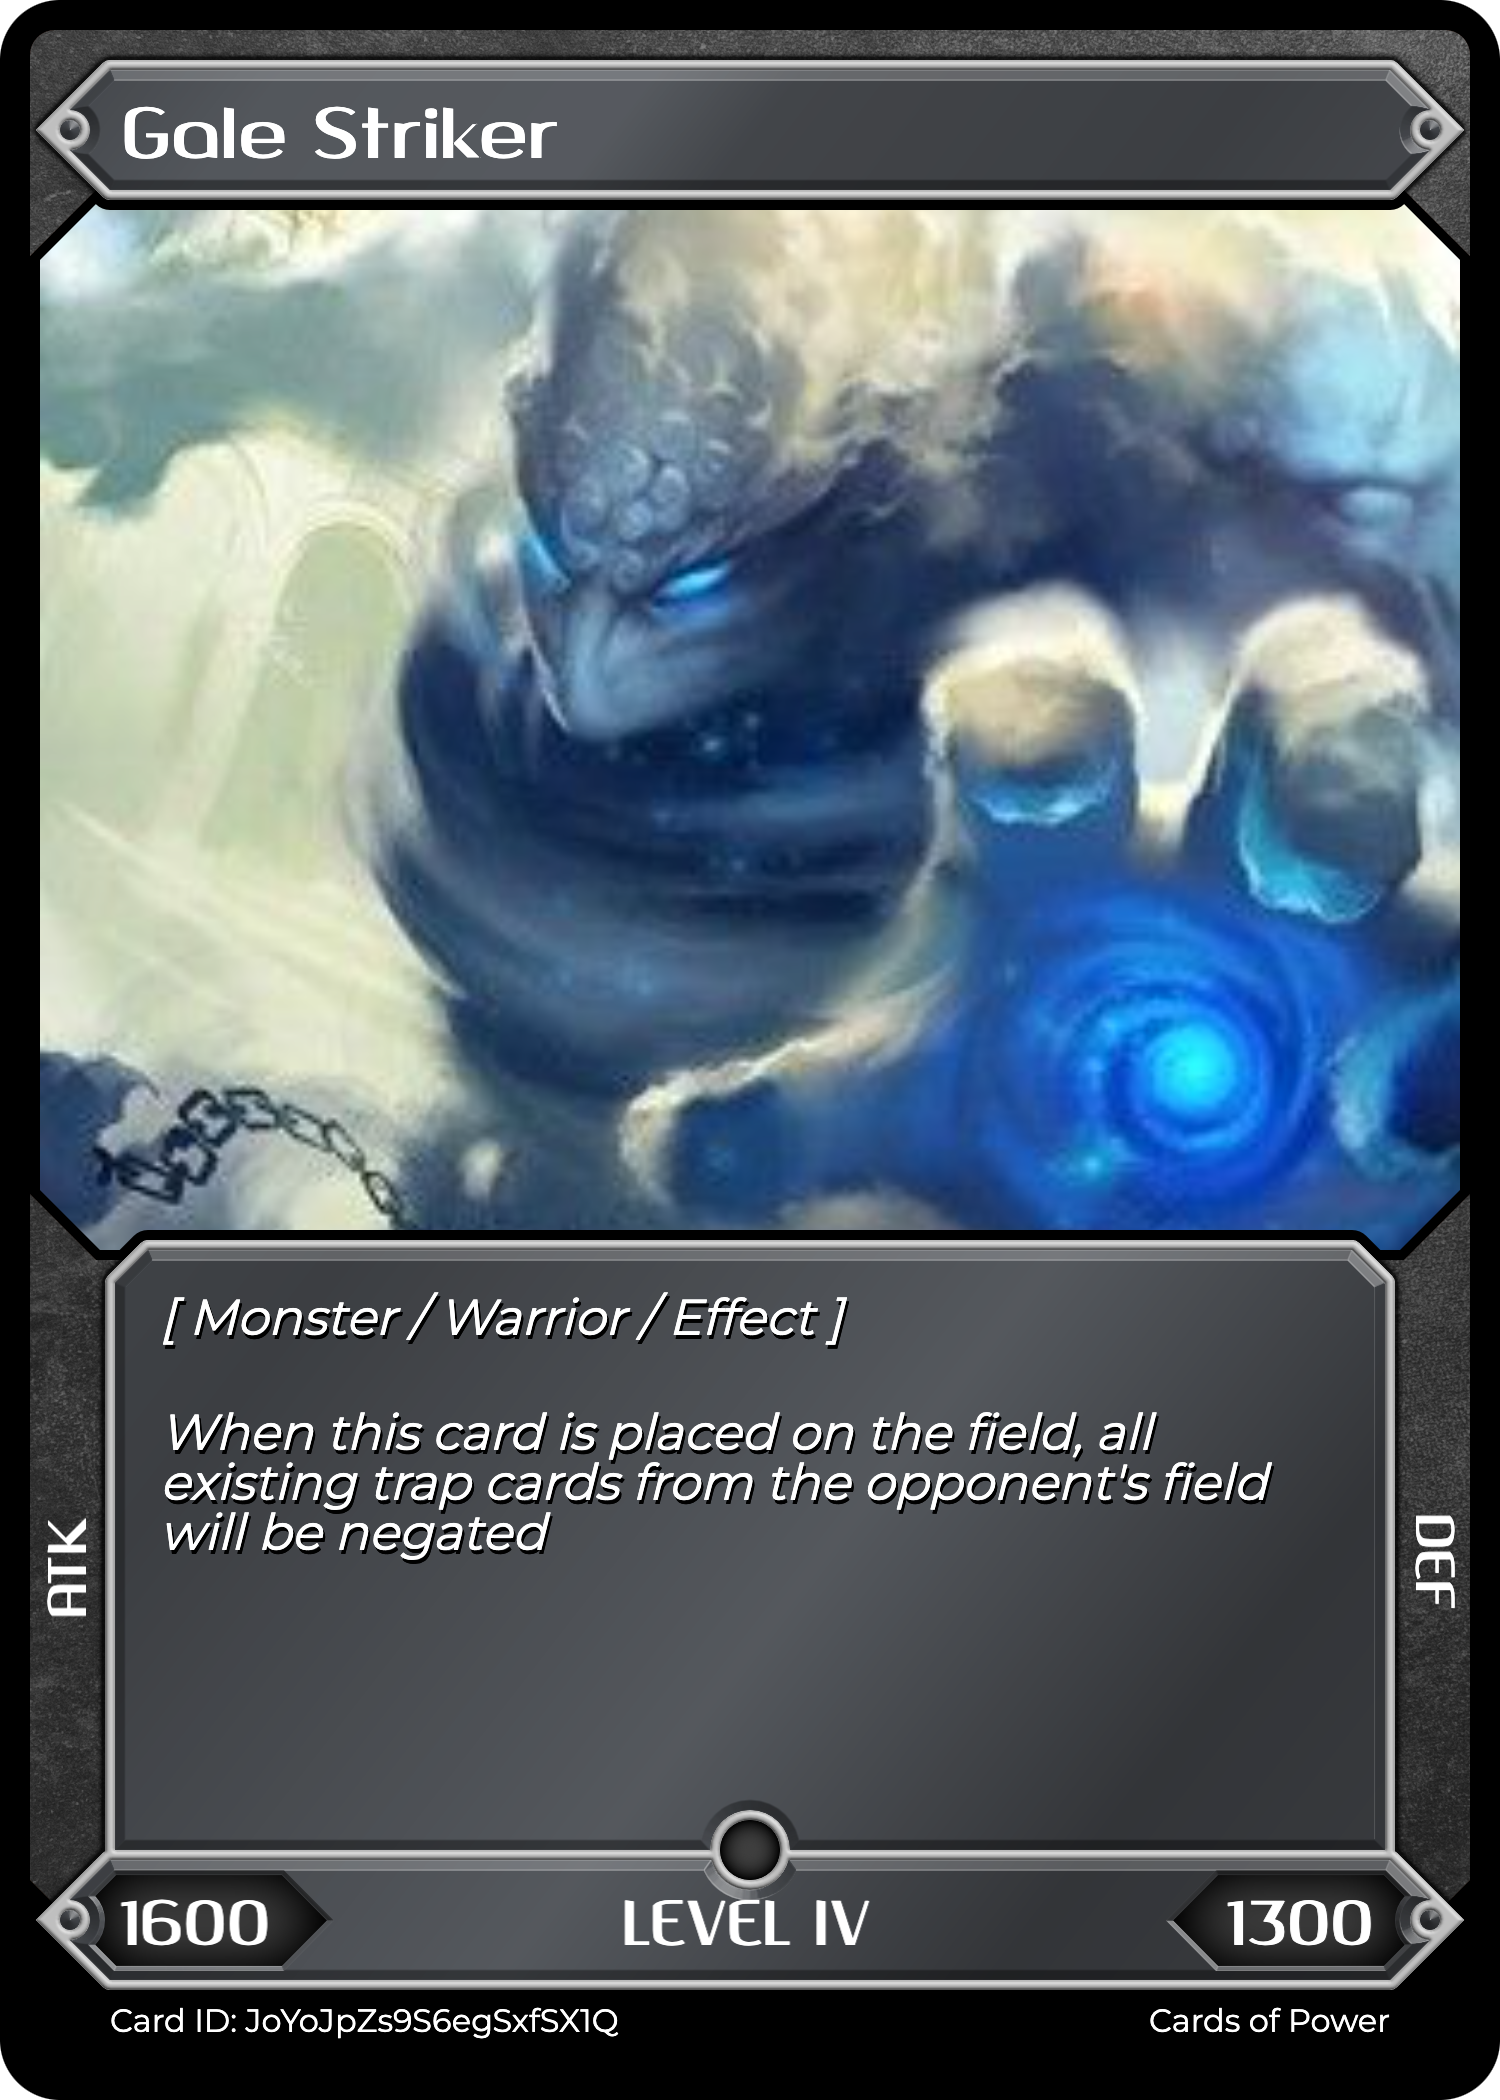 Gale Striker
[ Monster / Warrior / Effect ]
When this card is placed on the field, all
existing trap cards from the opponent's field
will be negated
ATK
DEF
1600
LEVEL IV
1300
Card ID: JoYoJpZs9S6egSxfSX1Q
Cards of Power